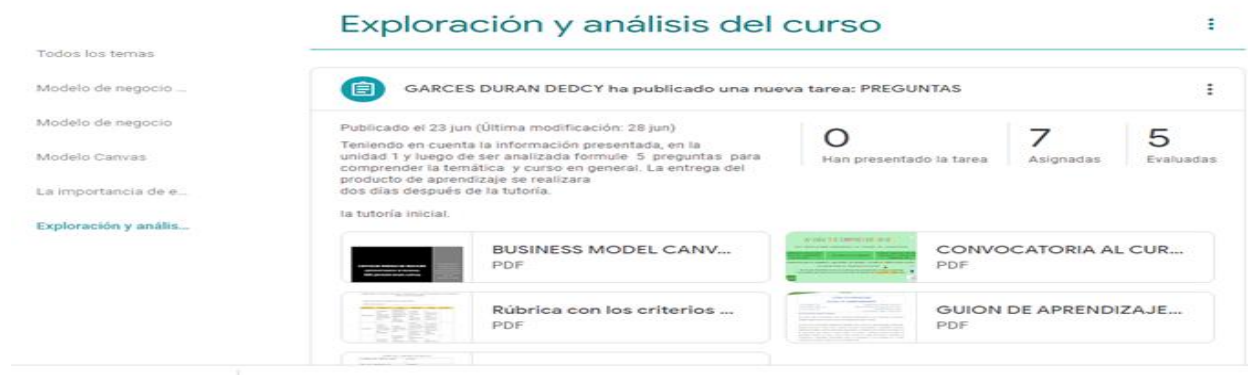 Exploración y análisis del curso
Todos los temas
Modelo de negocio ...
Modelo de negocio
Modelo Canvas
La importancia de e...
Exploración y anális...
GARCES DURAN DEDCY ha publicado una nueva tarea: PREGUNTAS
Publicado el 23 jun (Última modificación: 28 jun)
Teniendo en cuenta la información presentada, en la
unidad 1 y luego de ser analizada formule 5 preguntas para
comprender la temática y curso en general. La entrega del
producto de aprendizaje se realizara
dos días después de la tutoría.
la tutoría inicial.
0
Han presentado la tarea
7
Asignadas
5
Evaluadas
BUSINESS MODEL CANV...
PDF
CONVOCATORIA AL CUR...
PDF
Rúbrica con los criterios ...
PDF
GUION DE APRENDIZAJE...
PDF